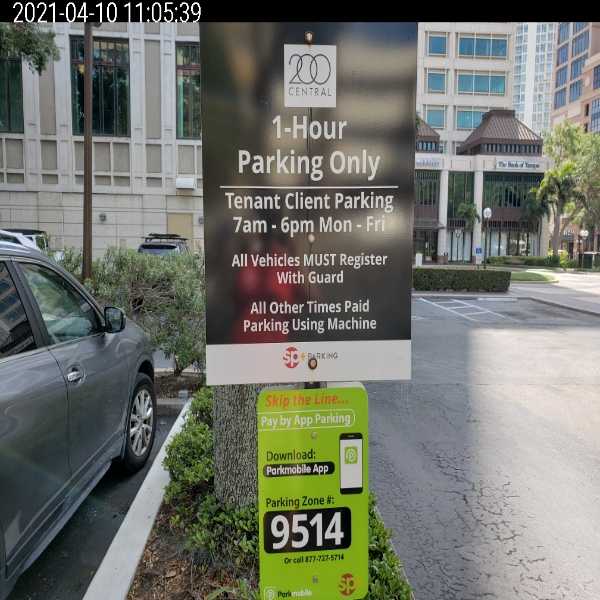 2021-04-10 11:05:39
200
CENTRAL
1-Hour
Parking Only
Tenant Client Parking
7am - 6pm Mon - Fri
All Vehicles MUST Register
With Guard
All Other Times Paid
Parking Using Machine
sp+ PARKING
The Bank of Tampa
Skip the Line...
Pay by App Parking
Download:
Parkmobile App
Parking Zone #:
9514
Or call 877-727-5714
Parkmobile
sp